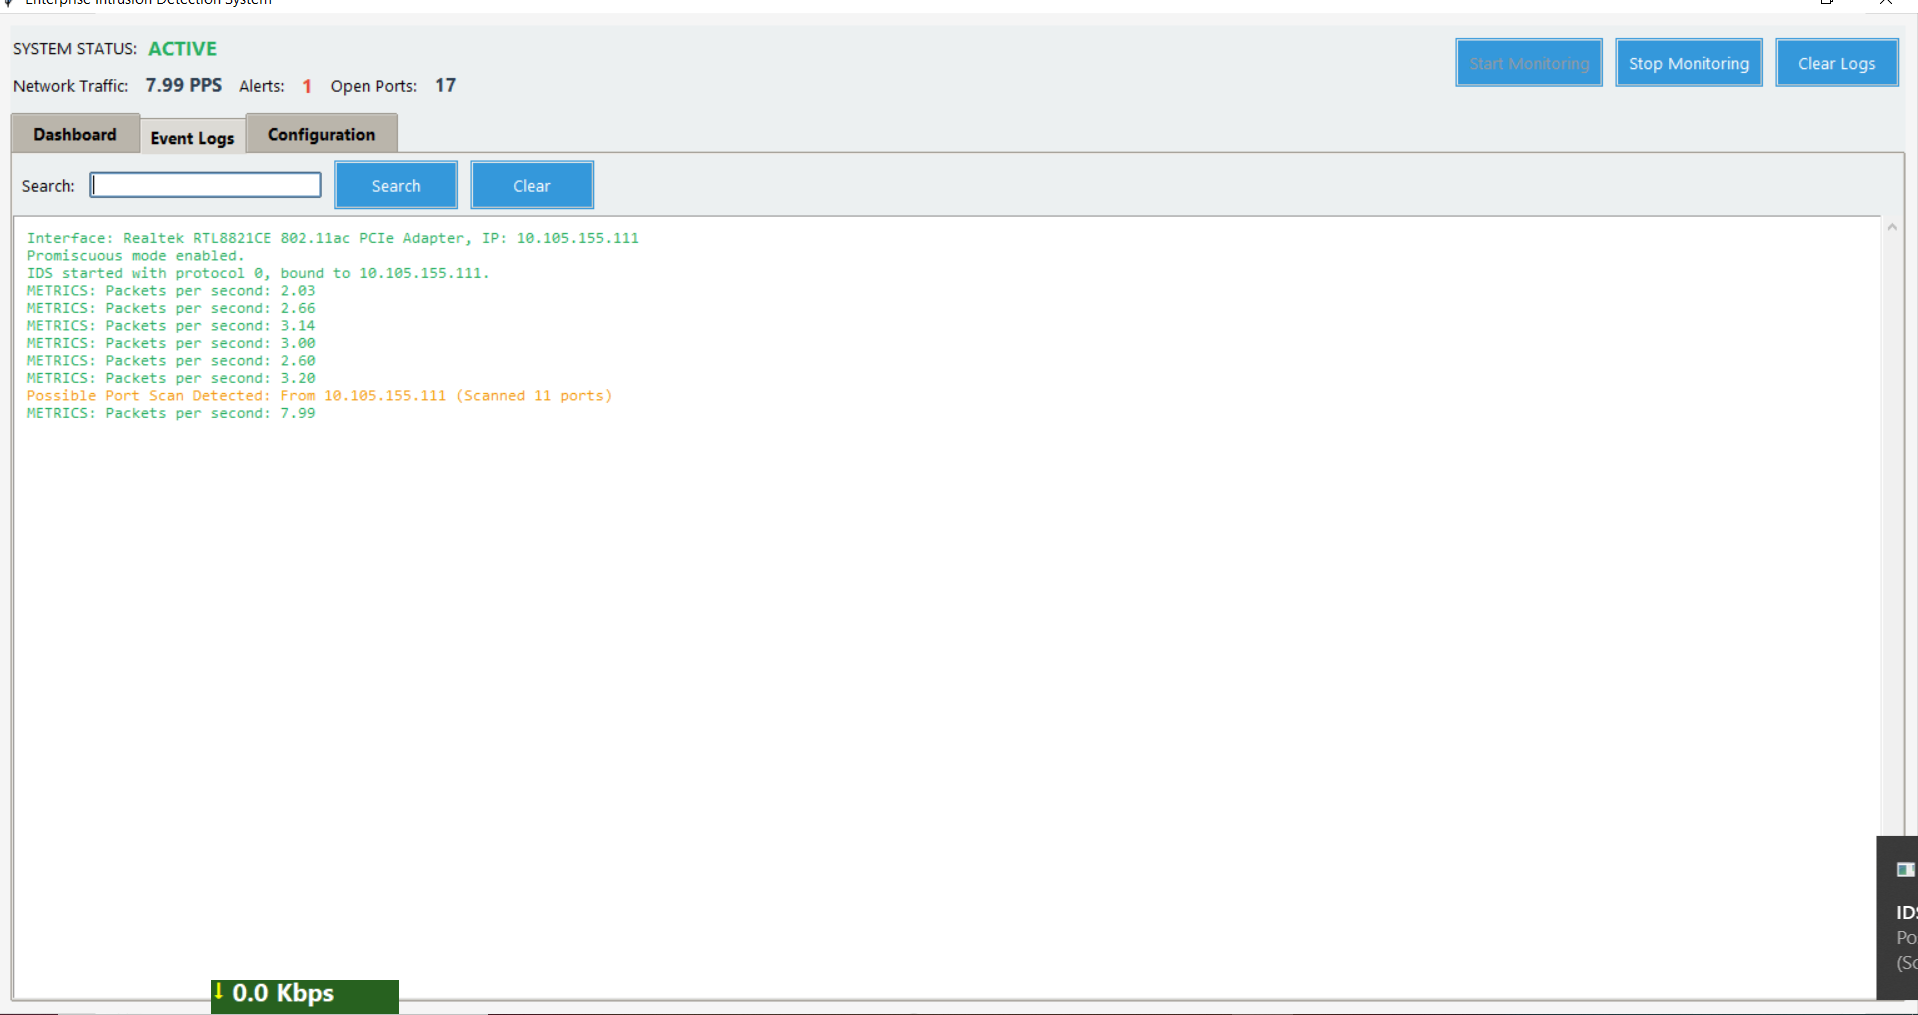 Enterprise Intrusion Detection System
SYSTEM STATUS: ACTIVE
Start Monitoring
Stop Monitoring
Clear Logs
Network Traffic: 7.99 PPS Alerts: 1 Open Ports: 17
Dashboard
Event Logs
Configuration
Search:
Search
Clear
Interface: Realtek RTL8821CE 802.11ac PCIe Adapter, IP: 10.105.155.111
Promiscuous mode enabled.
IDS started with protocol 0, bound to 10.105.155.111.
METRICS: Packets per second: 2.03
METRICS: Packets per second: 2.66
METRICS: Packets per second: 3.14
METRICS: Packets per second: 3.00
METRICS: Packets per second: 2.60
METRICS: Packets per second: 3.20
Possible Port Scan Detected: From 10.105.155.111 (Scanned 11 ports)
METRICS: Packets per second: 7.99
IDS
Po
(Sc
↓ 0.0 Kbps